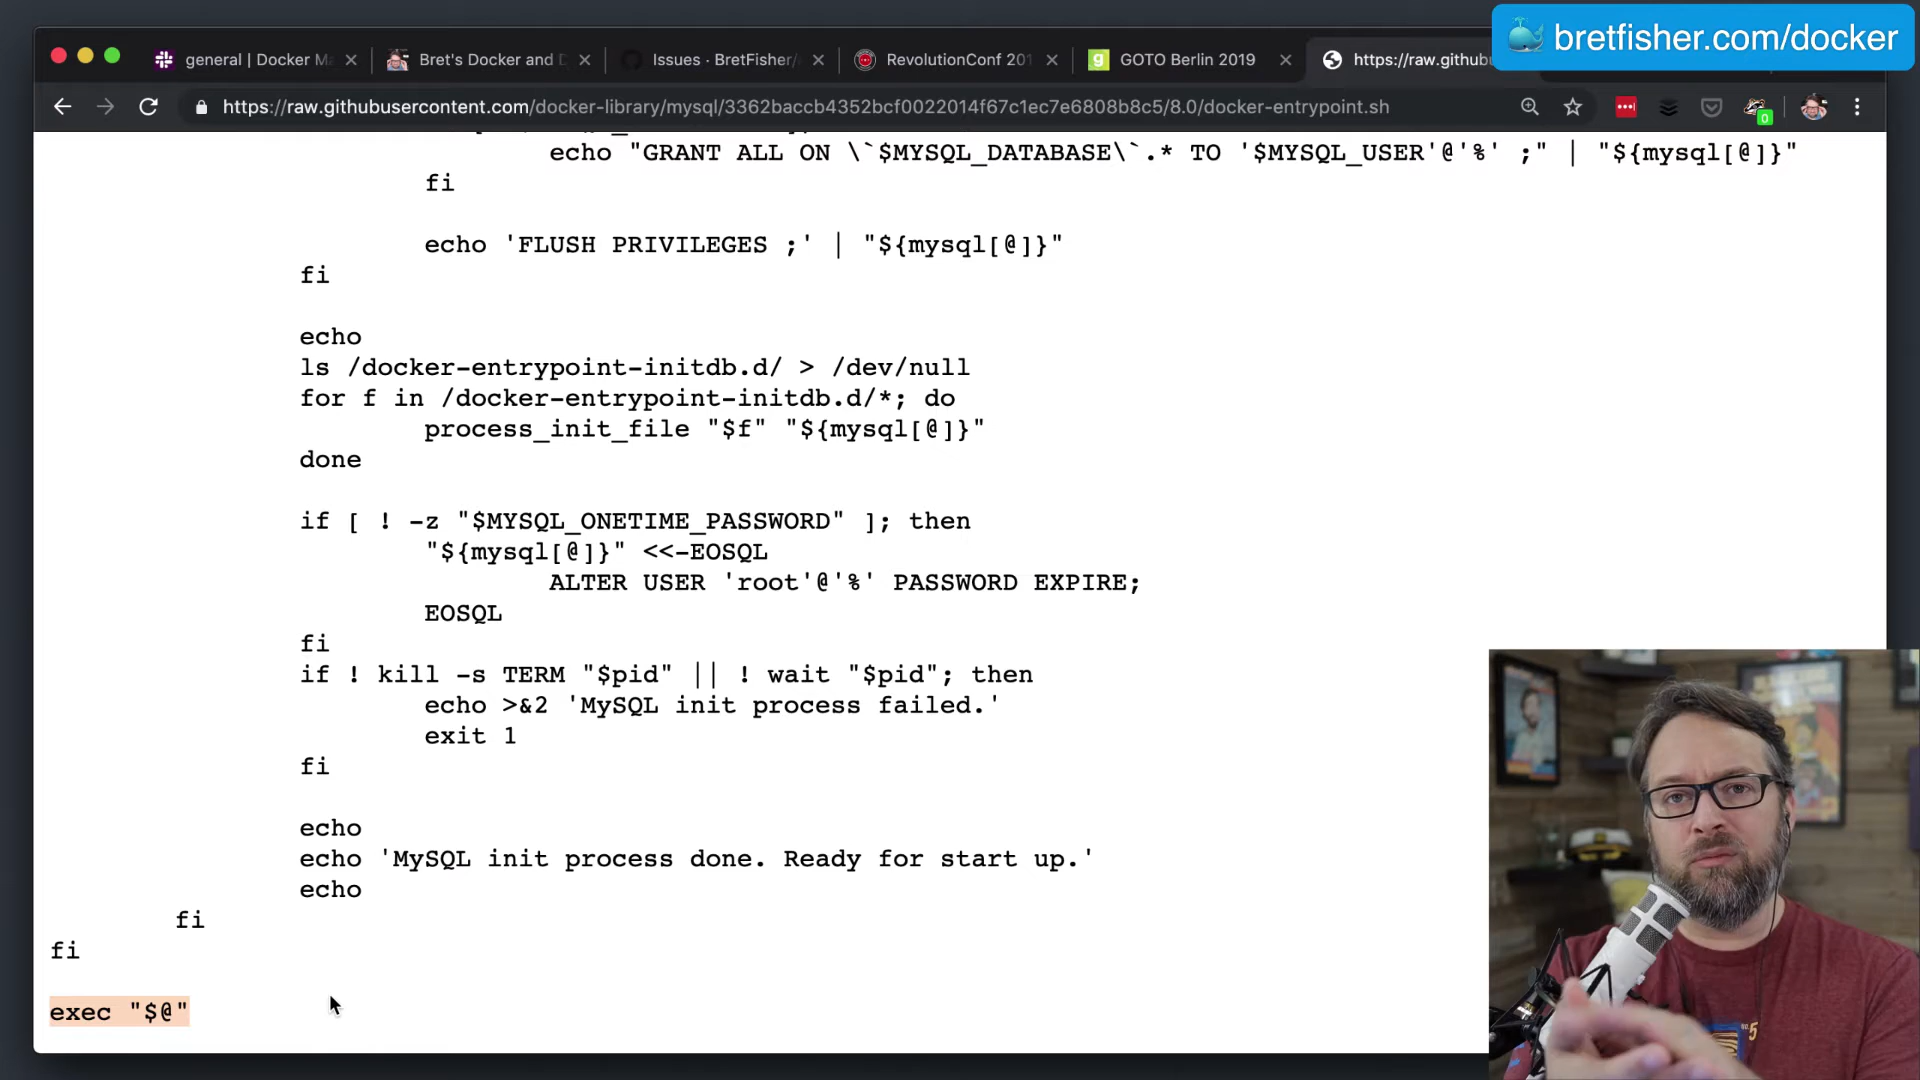 bretfisher.com/docker
general | Docker Ma
Bret's Docker and D
Issues · BretFisher/
RevolutionConf 201
GOTO Berlin 2019
https://raw.githubu
https://raw.githubusercontent.com/docker-library/mysql/3362baccb4352bcf0022014f67c1ec7e6808b8c5/8.0/docker-entrypoint.sh
0
echo "GRANT ALL ON \`$MYSQL_DATABASE\`.* TO '$MYSQL_USER'@'%' ;" | "${mysql[@]}"
fi
echo 'FLUSH PRIVILEGES ;' | "${mysql[@]}"
fi
echo
ls /docker-entrypoint-initdb.d/ > /dev/null
for f in /docker-entrypoint-initdb.d/*; do
process_init_file "$f" "${mysql[@]}"
done
if [ ! -z "$MYSQL_ONETIME_PASSWORD" ]; then
"${mysql[@]}" <<-EOSQL
ALTER USER 'root'@'%' PASSWORD EXPIRE;
EOSQL
fi
if ! kill -s TERM "$pid" || ! wait "$pid"; then
echo >&2 'MySQL init process failed.'
exit 1
fi
echo
echo 'MySQL init process done. Ready for start up.'
echo
fi
fi
exec "$@"